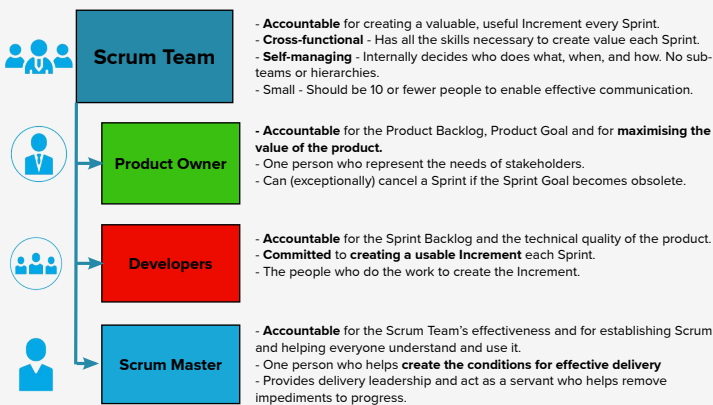 Scrum Team
- Accountable for creating a valuable, useful Increment every Sprint.
- Cross-functional - Has all the skills necessary to create value each Sprint.
- Self-managing - Internally decides who does what, when, and how. No sub-
teams or hierarchies.
- Small - Should be 10 or fewer people to enable effective communication.
Product Owner
- Accountable for the Product Backlog, Product Goal and for maximising the
value of the product.
- One person who represent the needs of stakeholders.
- Can (exceptionally) cancel a Sprint if the Sprint Goal becomes obsolete.
Developers
- Accountable for the Sprint Backlog and the technical quality of the product.
- Committed to creating a usable Increment each Sprint.
- The people who do the work to create the Increment.
Scrum Master
- Accountable for the Scrum Team's effectiveness and for establishing Scrum
and helping everyone understand and use it.
- One person who helps create the conditions for effective delivery
- Provides delivery leadership and act as a servant who helps remove
impediments to progress.